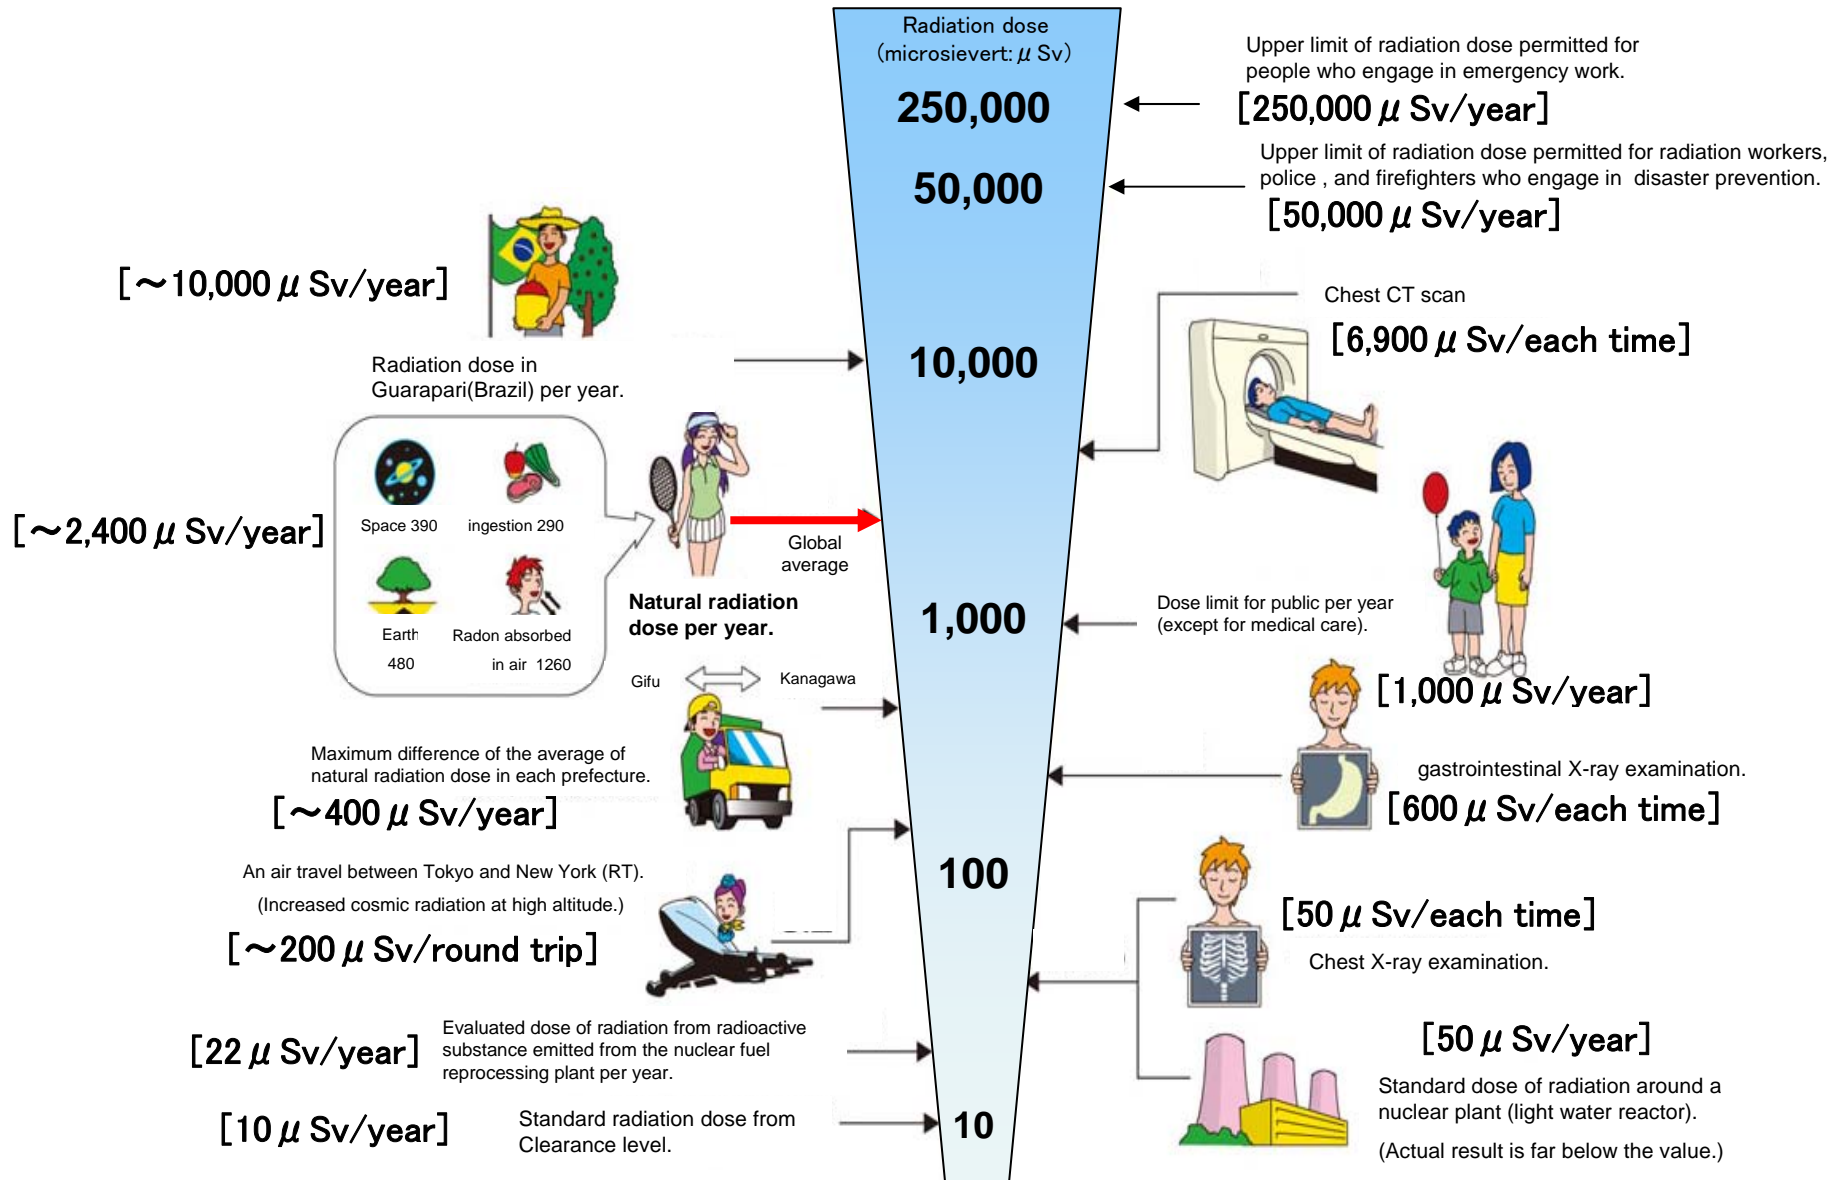 Radiation dose
(microsievert: μ Sv)
250,000
50,000
10,000
1,000
100
10
Upper limit of radiation dose permitted for
people who engage in emergency work.
[250,000 μ Sv/year]
Upper limit of radiation dose permitted for radiation workers,
police , and firefighters who engage in disaster prevention.
[50,000 μ Sv/year]
[~10,000 μ Sv/year]
Radiation dose in
Guarapari(Brazil) per year.
Chest CT scan
[6,900 μ Sv/each time]
[~2,400 μ Sv/year]
Space 390
ingestion 290
Earth
480
Radon absorbed
in air 1260
Global
average
Natural radiation
dose per year.
Dose limit for public per year
(except for medical care).
[1,000 μ Sv/year]
Gifu
Kanagawa
Maximum difference of the average of
natural radiation dose in each prefecture.
[~400 μ Sv/year]
gastrointestinal X-ray examination.
[600 μ Sv/each time]
An air travel between Tokyo and New York (RT).
(Increased cosmic radiation at high altitude.)
[~200 μ Sv/round trip]
[50 μ Sv/each time]
Chest X-ray examination.
[22 μ Sv/year]
Evaluated dose of radiation from radioactive
substance emitted from the nuclear fuel
reprocessing plant per year.
[50 μ Sv/year]
Standard dose of radiation around a
nuclear plant (light water reactor).
(Actual result is far below the value.)
[10 μ Sv/year]
Standard radiation dose from
Clearance level.